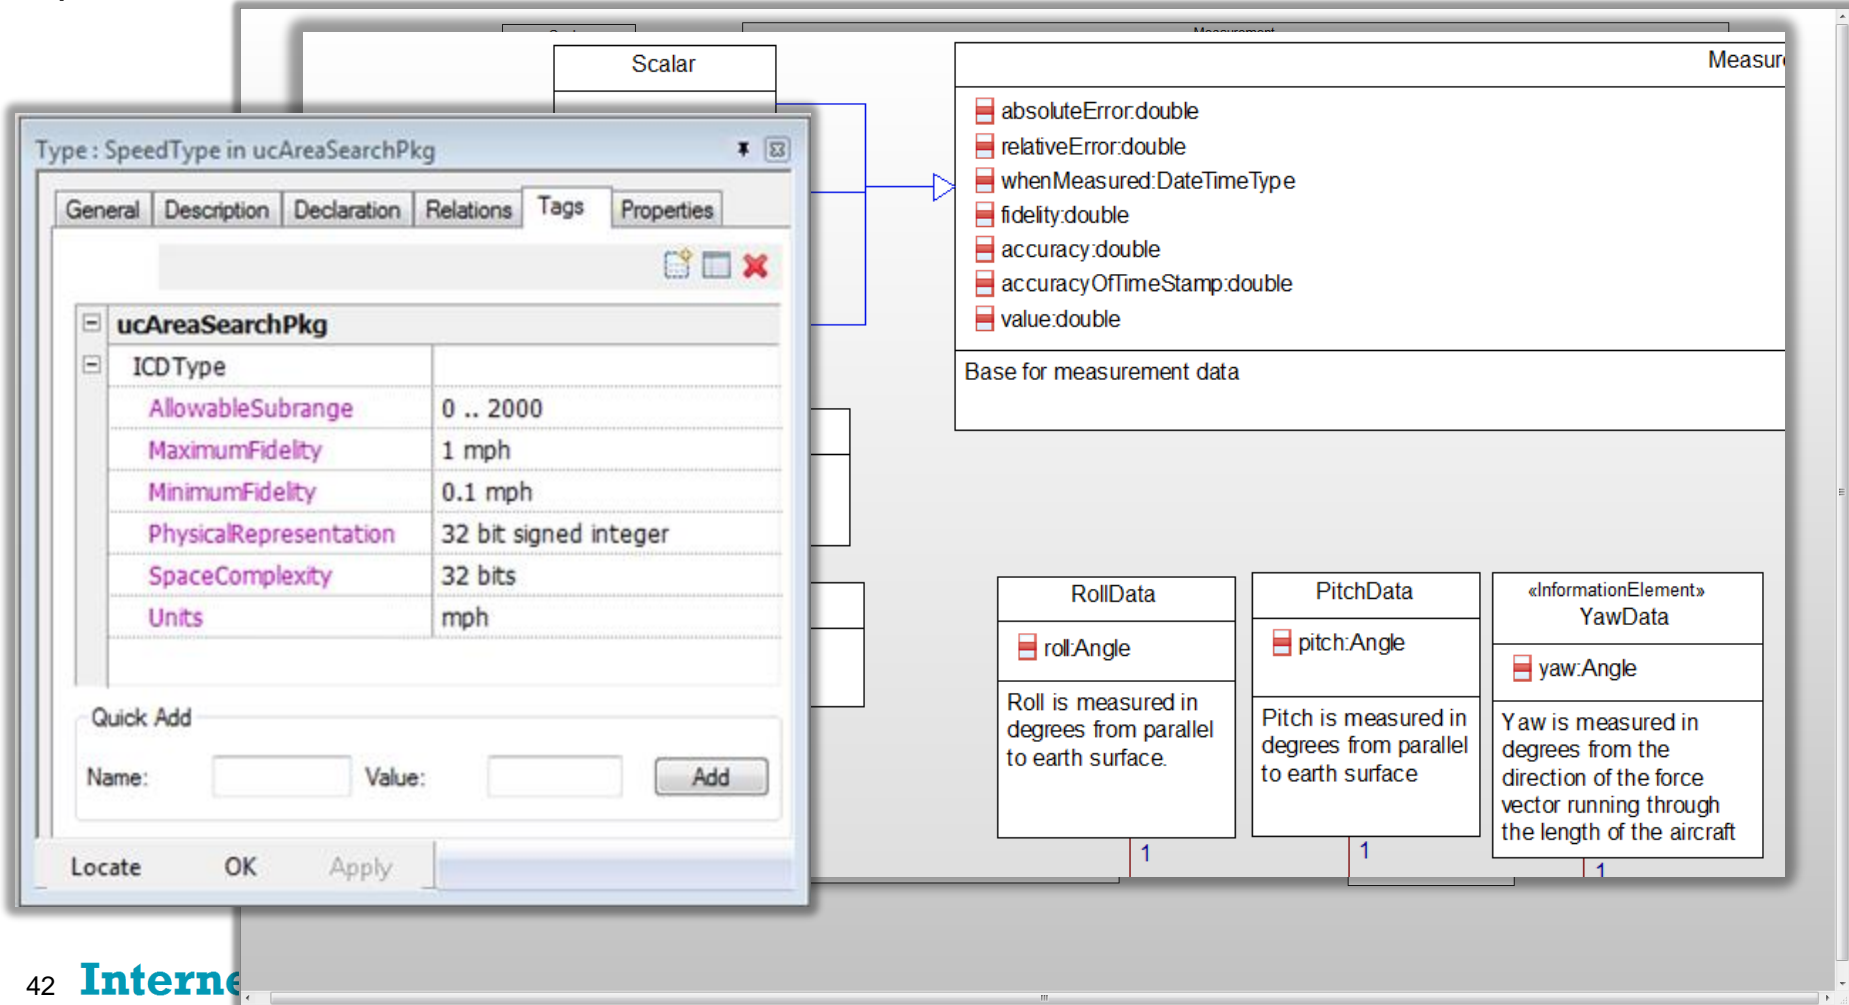 Measurement
Scalar
Measur
absoluteError:double
relativeError:double
whenMeasured:DateTimeType
fidelity:double
accuracy:double
accuracyOfTimeStamp:double
value:double
Base for measurement data
Type : SpeedType in ucAreaSearchPkg
General Description Declaration Relations Tags Properties
ucAreaSearchPkg
ICDType
AllowableSubrange 0 .. 2000
MaximumFidelity 1 mph
MinimumFidelity 0.1 mph
PhysicalRepresentation 32 bit signed integer
SpaceComplexity 32 bits
Units mph
Quick Add
Name: Value: Add
Locate OK Apply
RollData
roll:Angle
Roll is measured in
degrees from parallel
to earth surface.
1
PitchData
pitch:Angle
Pitch is measured in
degrees from parallel
to earth surface
1
«InformationElement»
YawData
yaw:Angle
Yaw is measured in
degrees from the
direction of the force
vector running through
the length of the aircraft
1
42 Interne